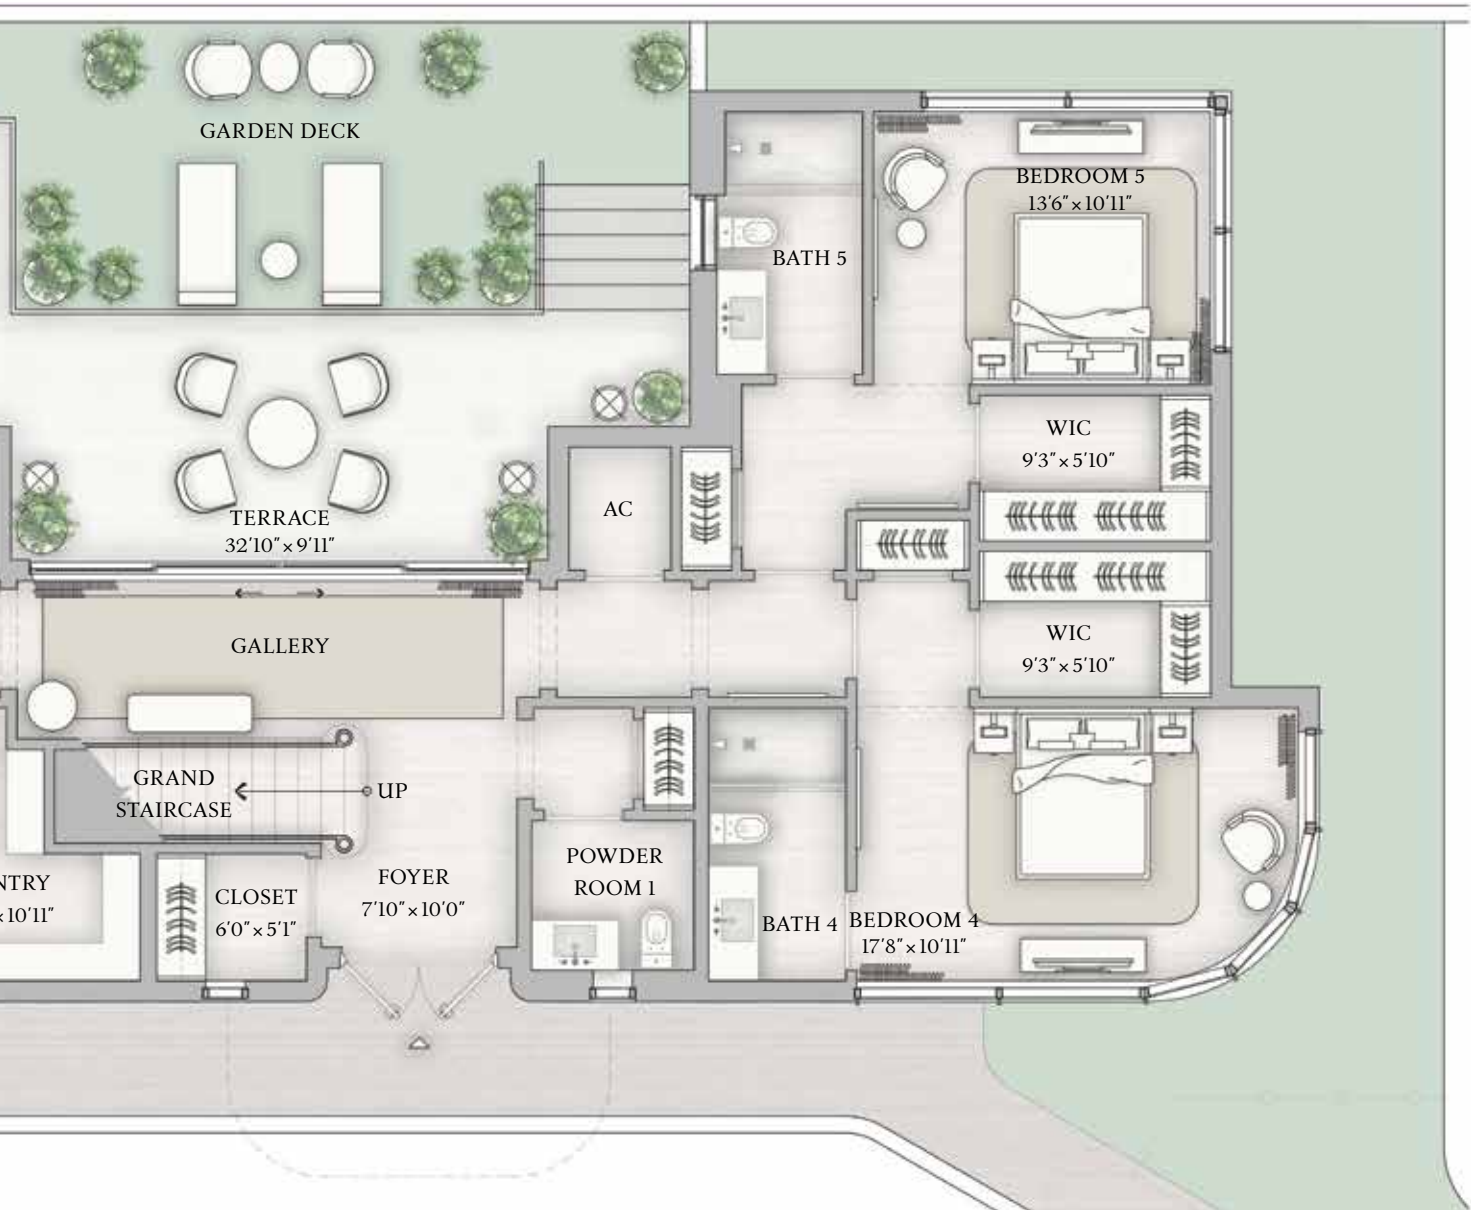 GARDEN DECK
BEDROOM 5
13'6"×10'11"
BATH 5
WIC
9'3"×5'10"
AC
TERRACE
32'10"×9'11"
GALLERY
WIC
9'3"×5'10"
GRAND
STAIRCASE
UP
POWDER
ROOM 1
FOYER
7'10"×10'0"
NTRY
×10'11"
CLOSET
6'0"×5'1"
BATH 4
BEDROOM 4
17'8"×10'11"